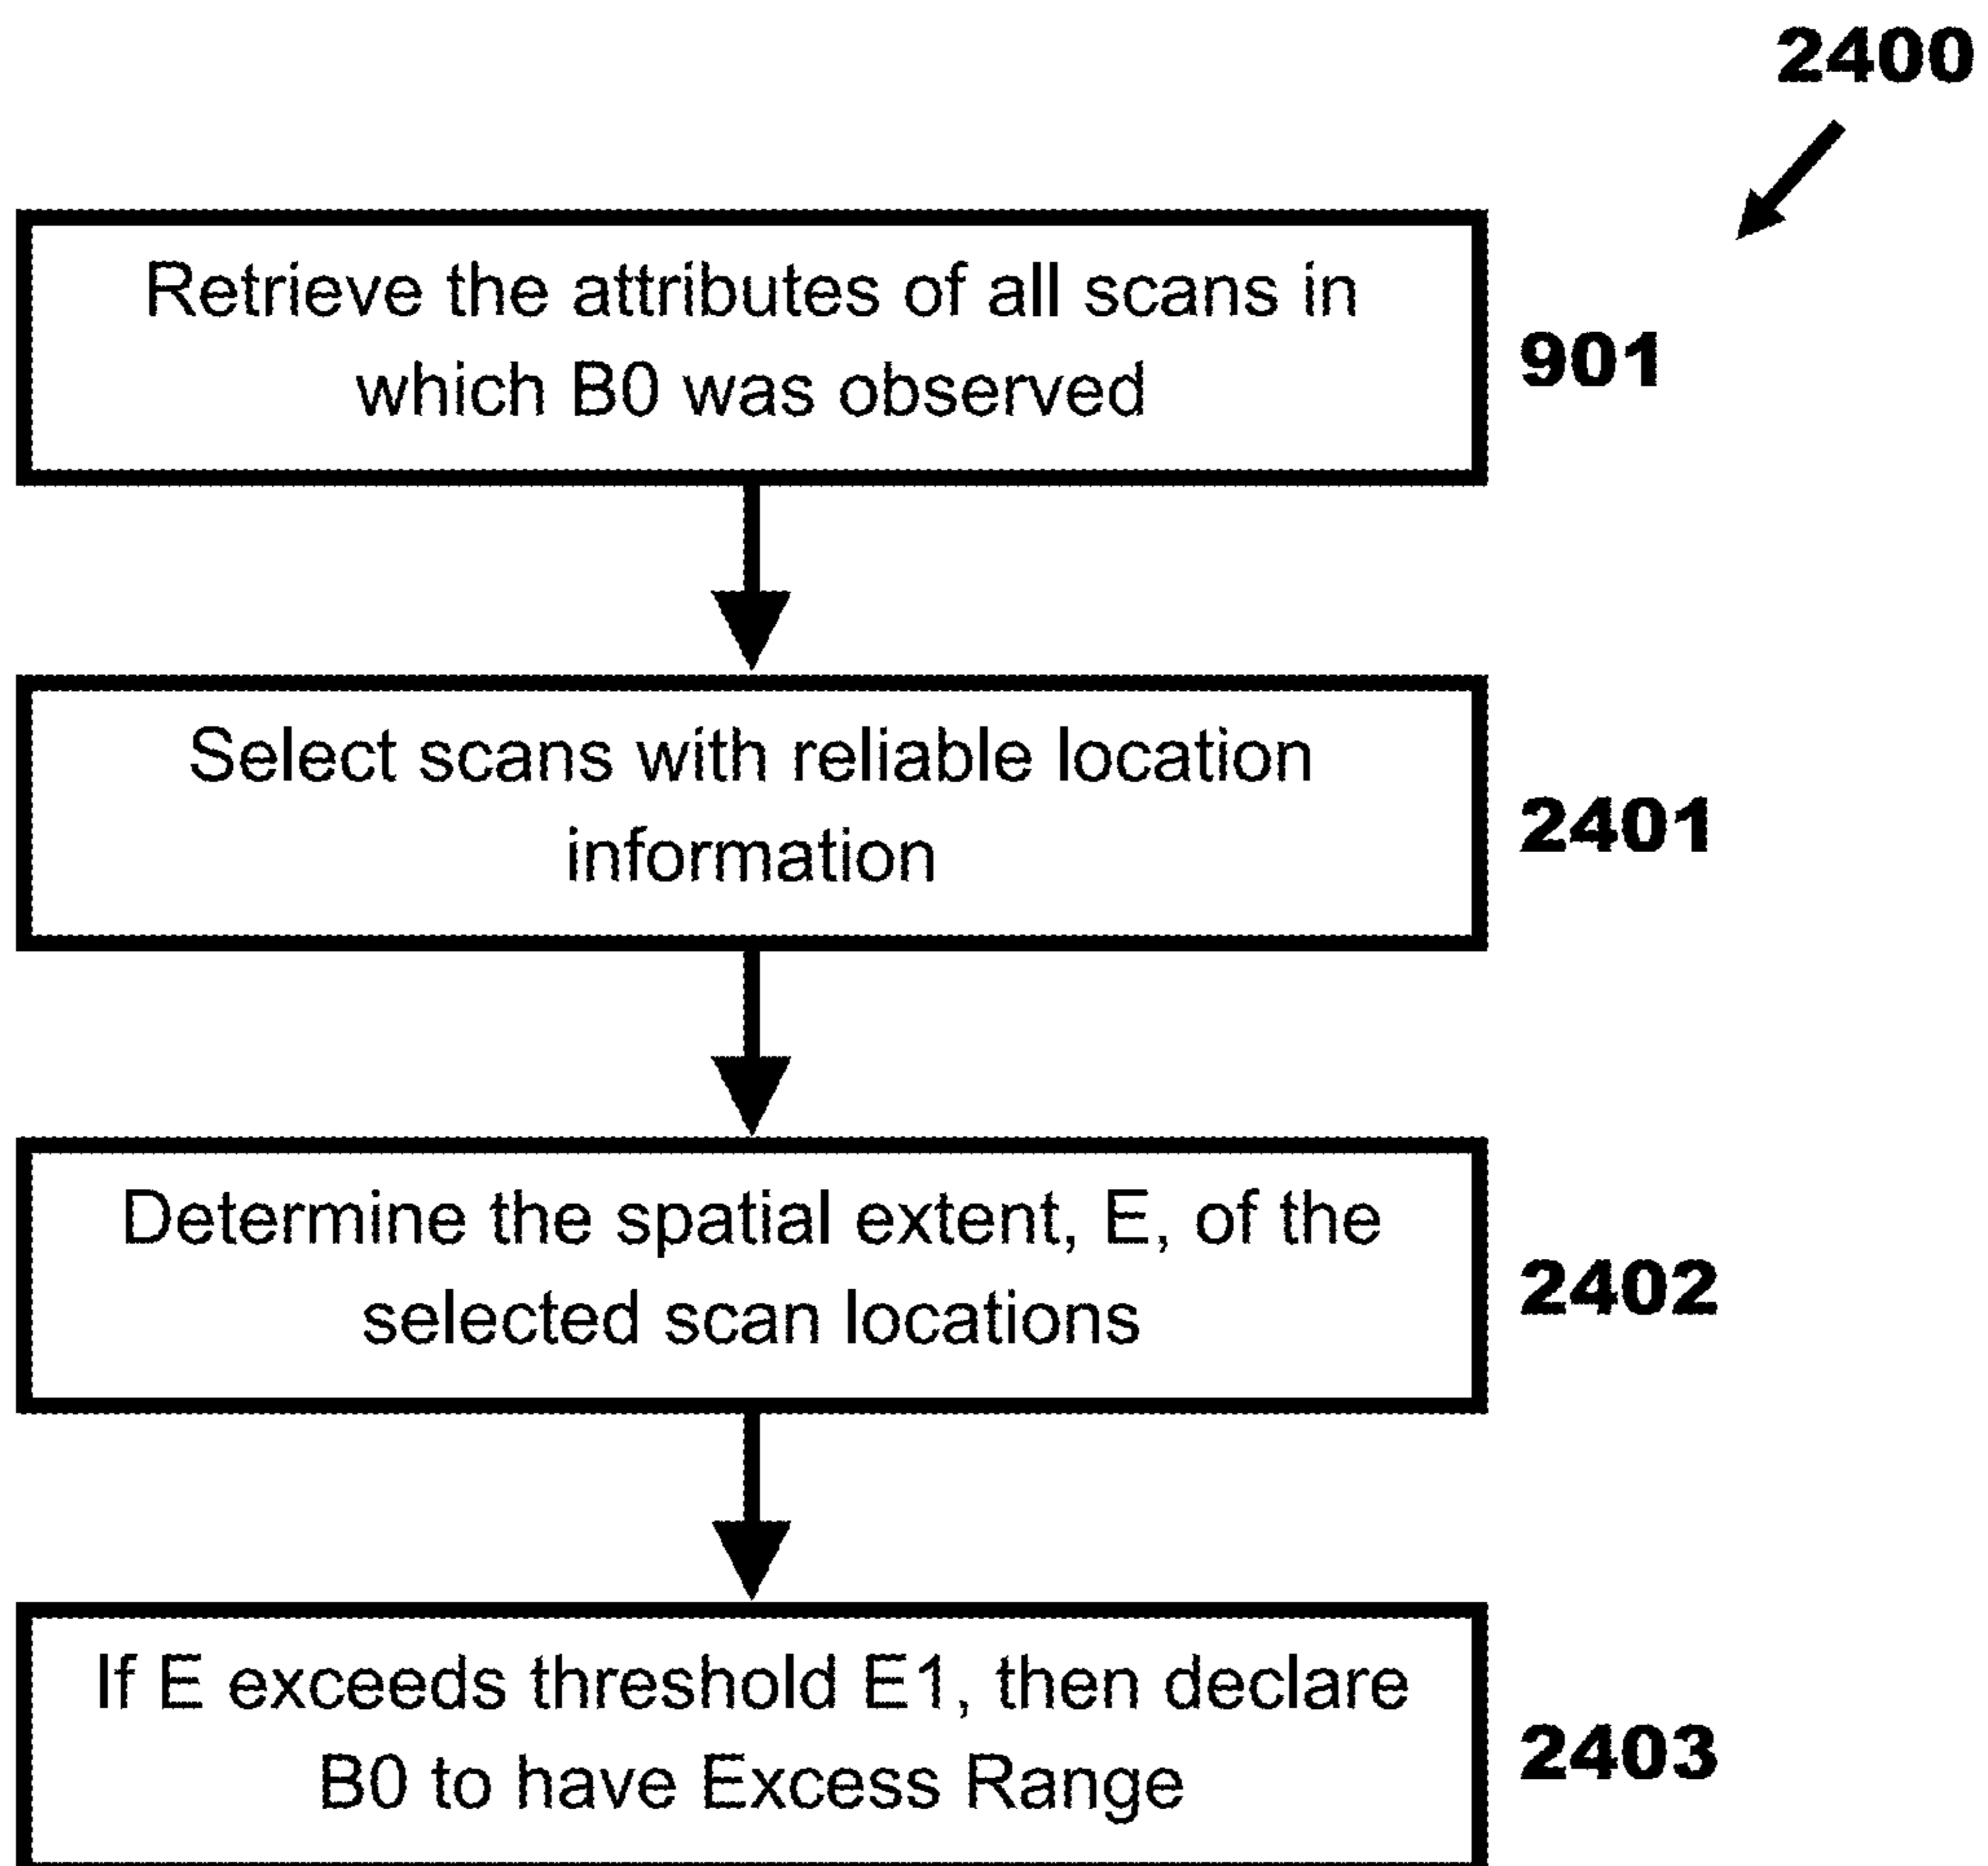 2400
Retrieve the attributes of all scans in
which B0 was observed
901
Select scans with reliable location
information
2401
Determine the spatial extent, E, of the
selected scan locations
2402
If E exceeds threshold E1, then declare
B0 to have Excess Range
2403